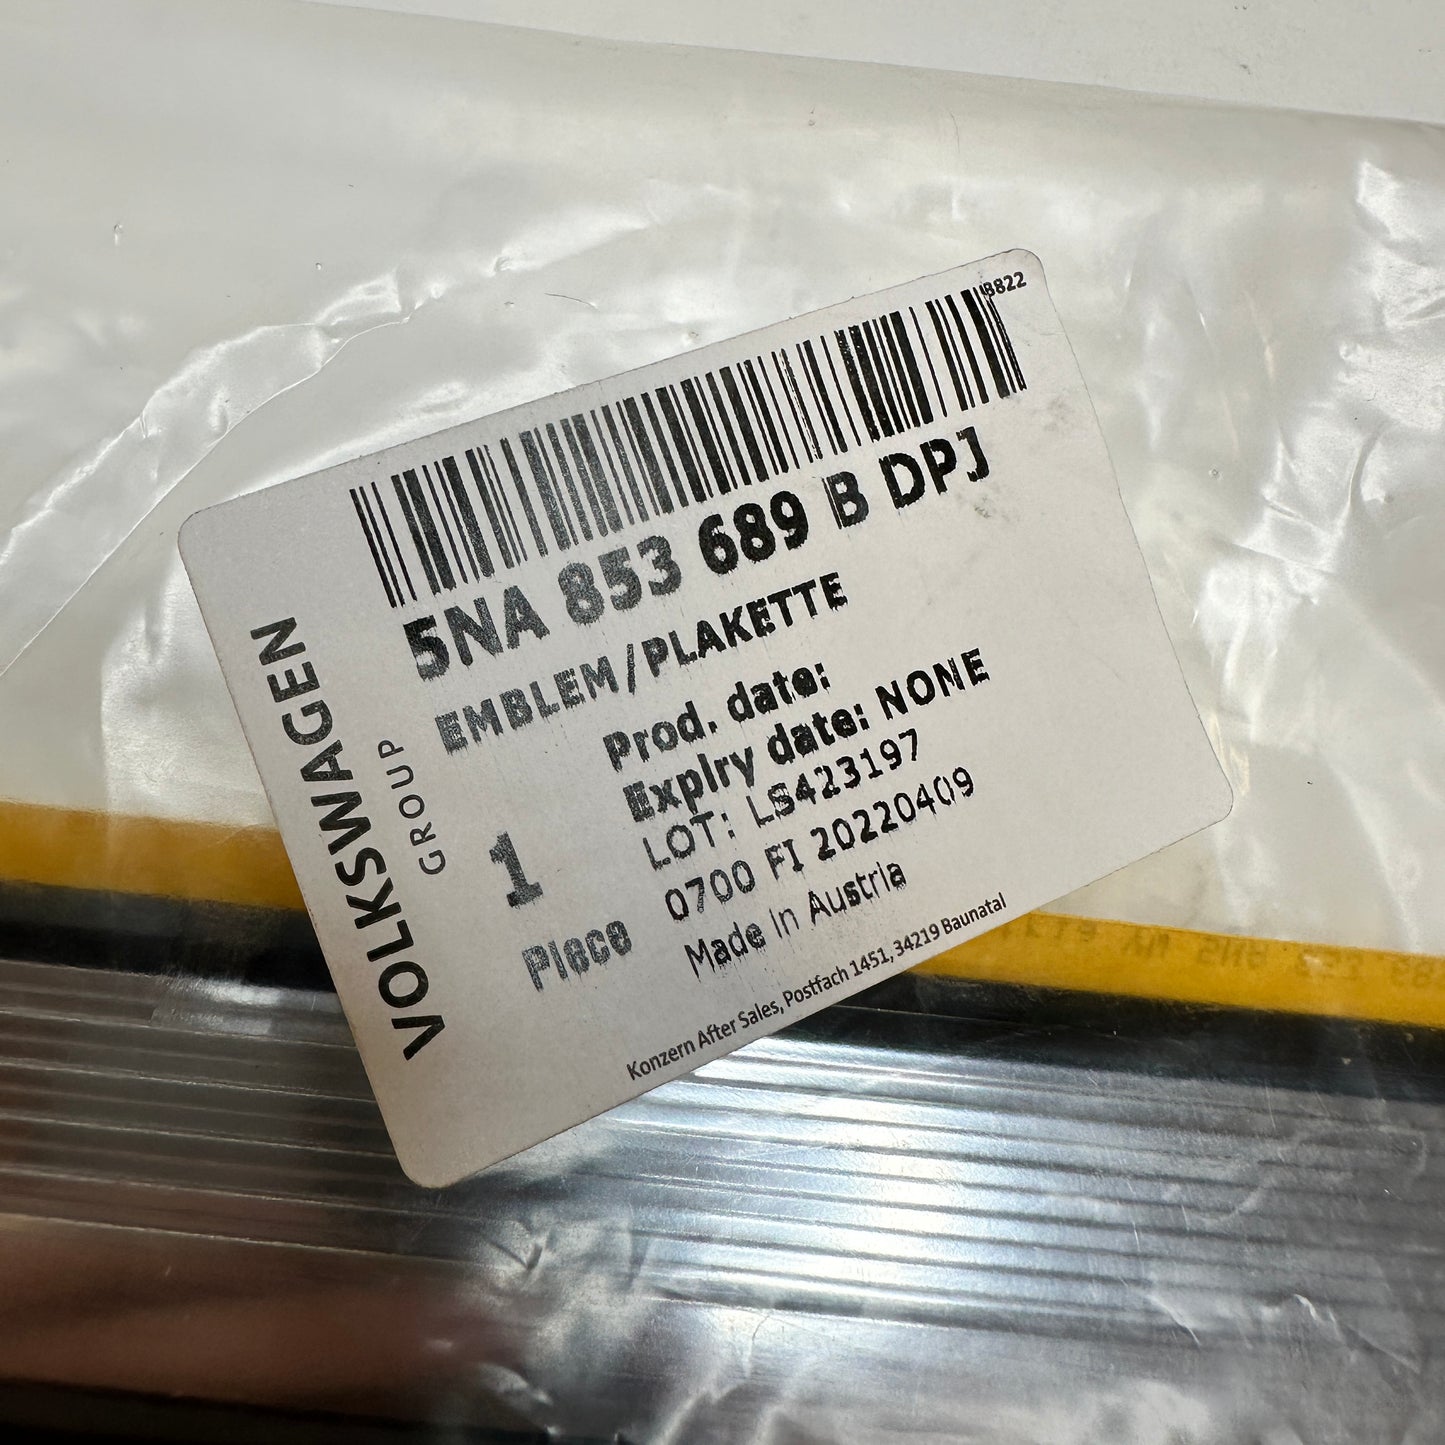 8822
5NA 853 689 B DPJ
EMBLEM/PLAKETTE
Prod. date:
Expiry date: NONE
LOT: LS423197
0700 FI 20220409
Made in Austria
1
Piece
Konzern After Sales, Postfach 1451, 34219 Baunatal
VOLKSWAGEN
GROUP